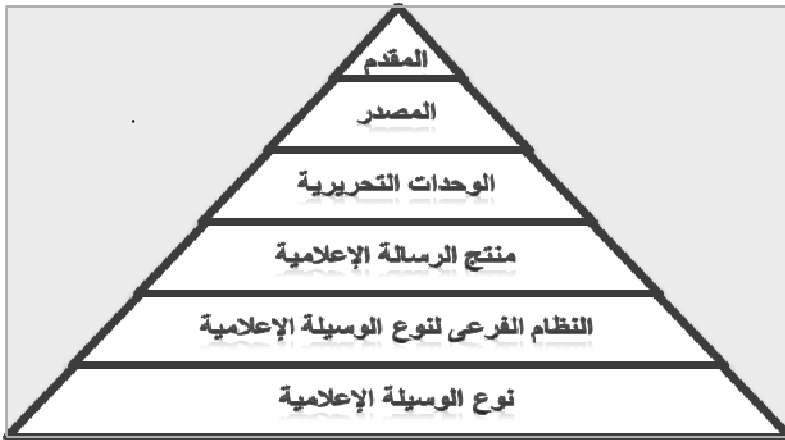 المقدم
المصدر
الوحدات التحريرية
منتج الرسالة الإعلامية
النظام الفرعى لنوع الوسيلة الإعلامية
نوع الوسيلة الإعلامية